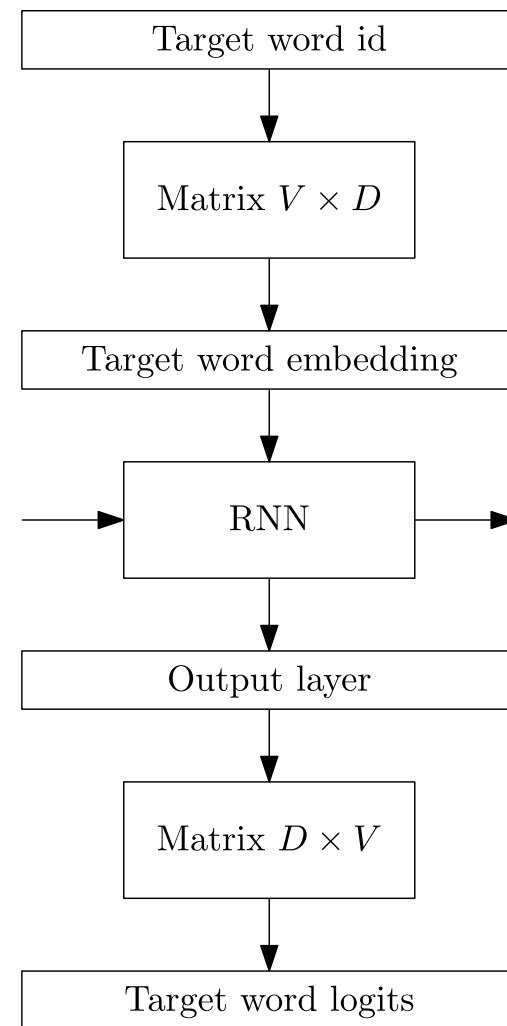 Target word id
Matrix V × D
Target word embedding
RNN
Output layer
Matrix D × V
Target word logits